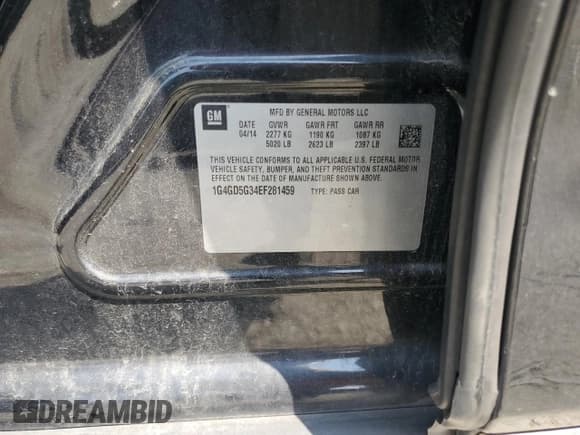 GM
MFD BY GENERAL MOTORS LLC
DATE GVWR GAWR FRT GAWR RR
04/14 2277 KG 1190 KG 1087 KG
5020 LB 2623 LB 2397 LB
THIS VEHICLE CONFORMS TO ALL APPLICABLE U.S. FEDERAL MOTOR
VEHICLE SAFETY, BUMPER, AND THEFT PREVENTION STANDARDS IN
EFFECT ON THE DATE OF MANUFACTURE SHOWN ABOVE.
1G4GD5G34EF281459 TYPE: PASS CAR
DREAMBID